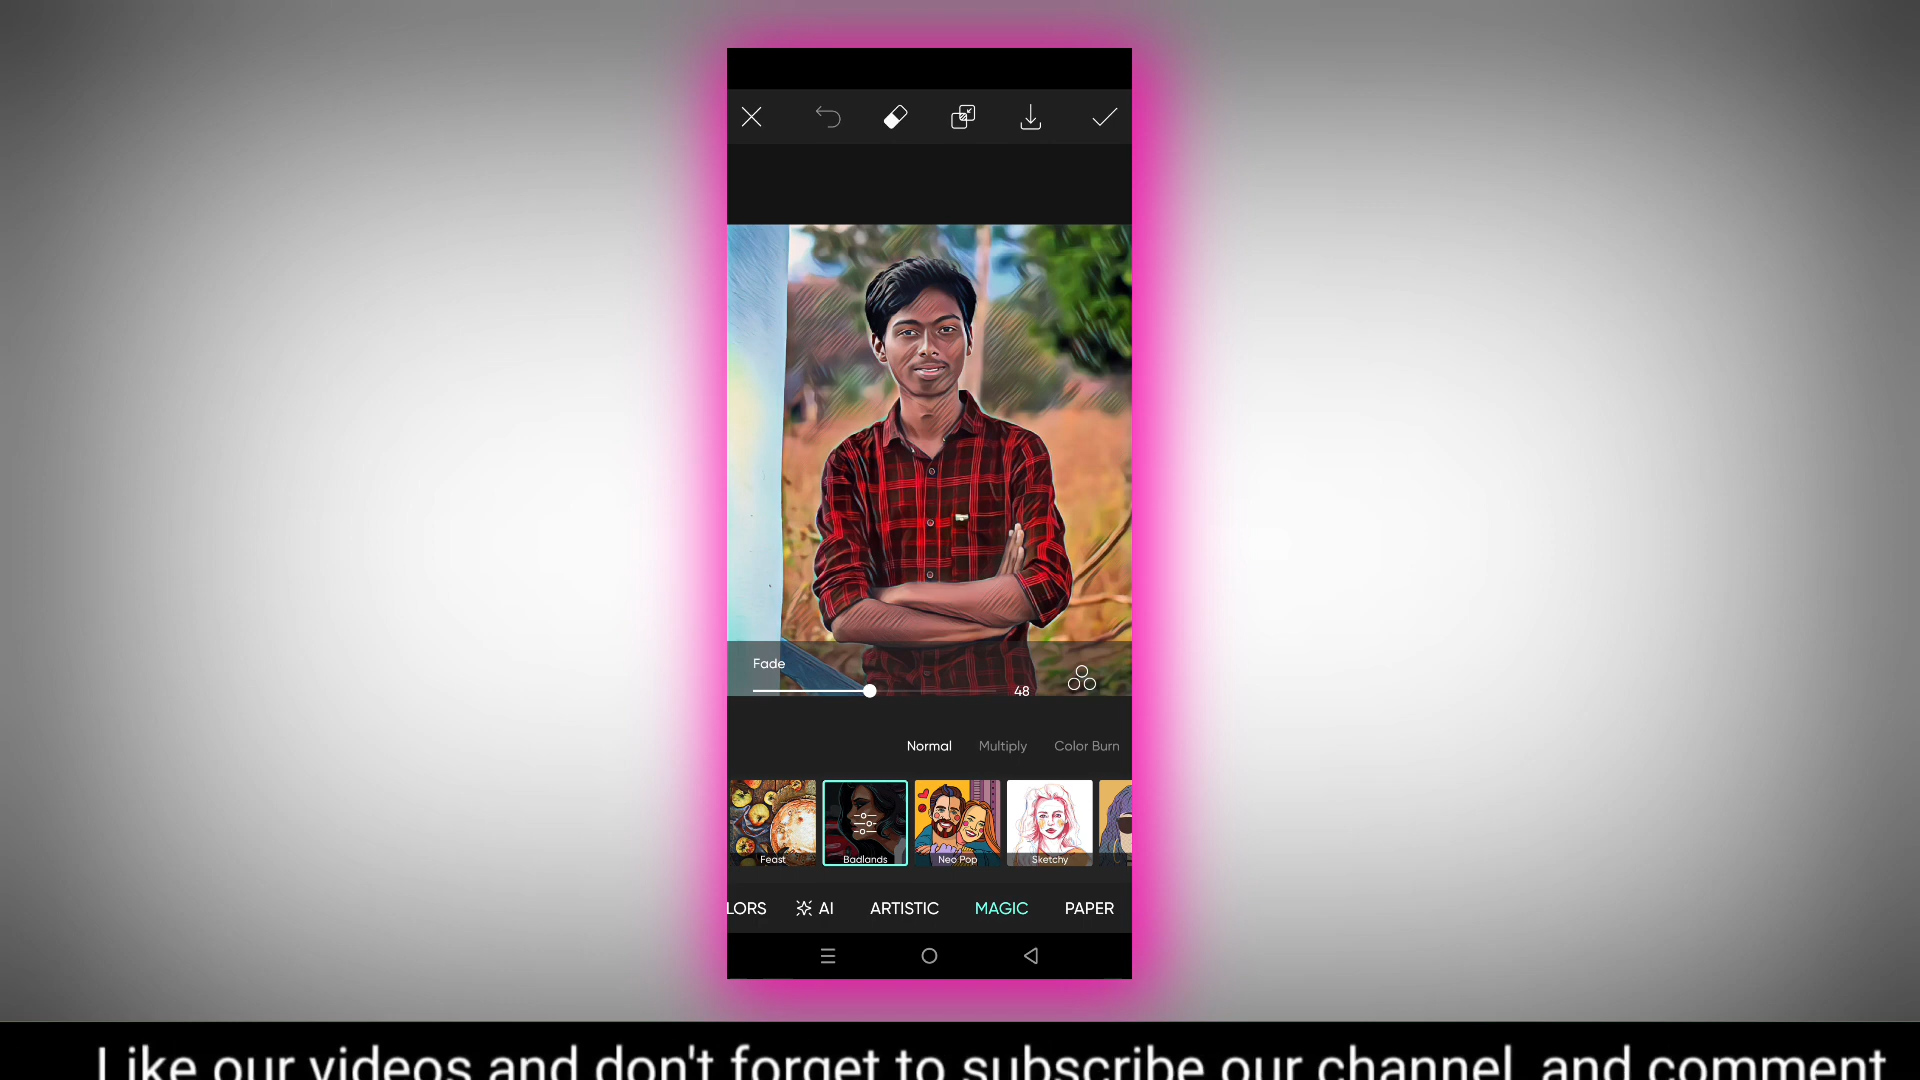 Fade
48
Normal Multiply Color Burn
Feast Badlands Neo Pop Sketchy
LORS AI ARTISTIC MAGIC PAPER
Like our videos and don't forget to subscribe our channel, and comment